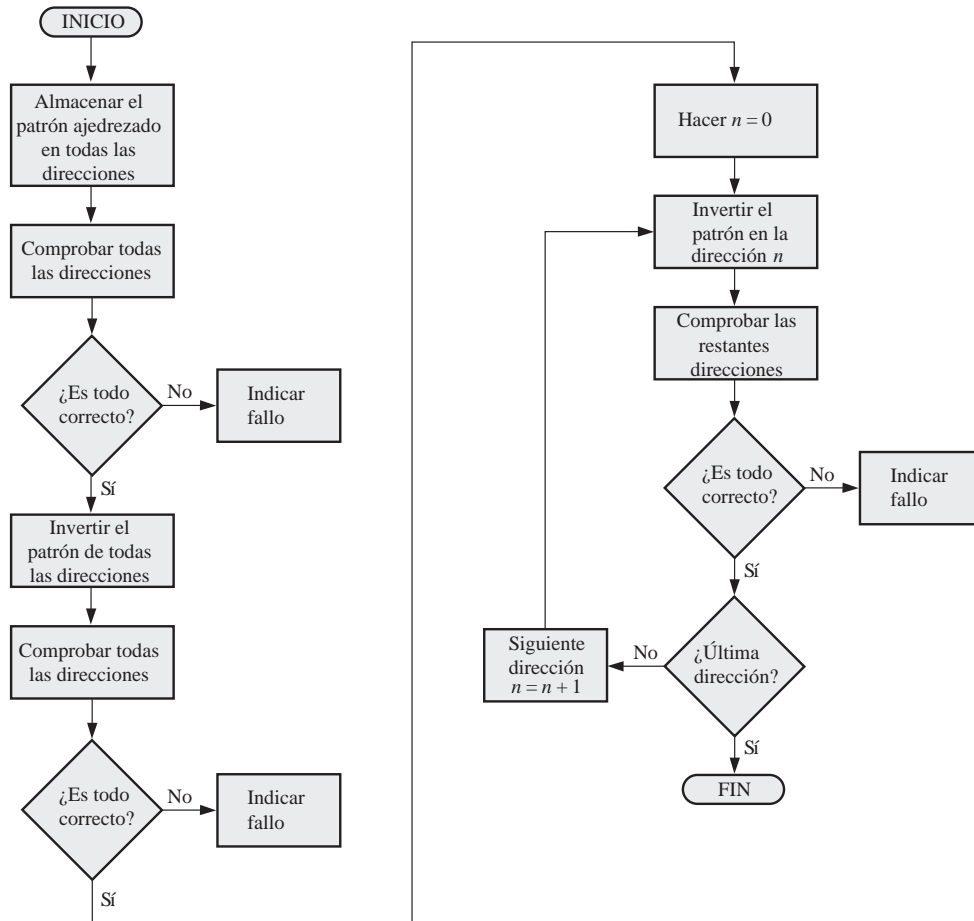 INICIO
Almacenar el
patrón ajedrezado
en todas las
direcciones
Comprobar todas
las direcciones
¿Es todo
correcto?
No
Indicar
fallo
Sí
Invertir el
patrón de todas
las direcciones
Comprobar todas
las direcciones
¿Es todo
correcto?
No
Indicar
fallo
Sí
Hacer n = 0
Invertir el
patrón en la
dirección n
Comprobar las
restantes
direcciones
¿Es todo
correcto?
No
Indicar
fallo
Sí
¿Última
dirección?
No
Siguiente
dirección
n = n + 1
Sí
FIN